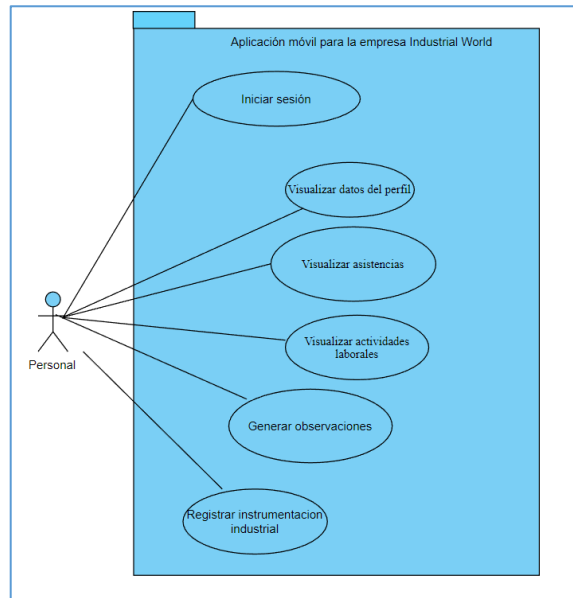 Aplicación móvil para la empresa Industrial World
Iniciar sesión
Visualizar datos del perfil
Visualizar asistencias
Visualizar actividades
laborales
Personal
Generar observaciones
Registrar instrumentacion
industrial